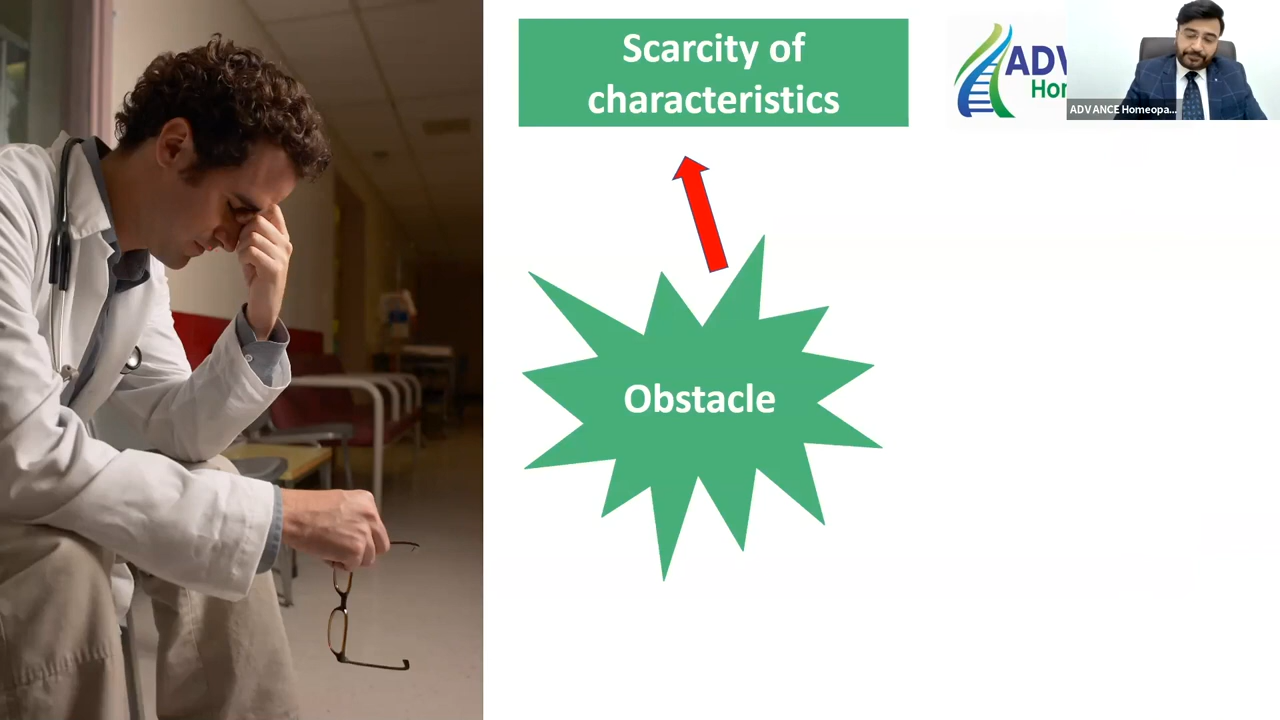 Scarcity of
characteristics
ADV
Hor
ADVANCE Homeopa...
Obstacle